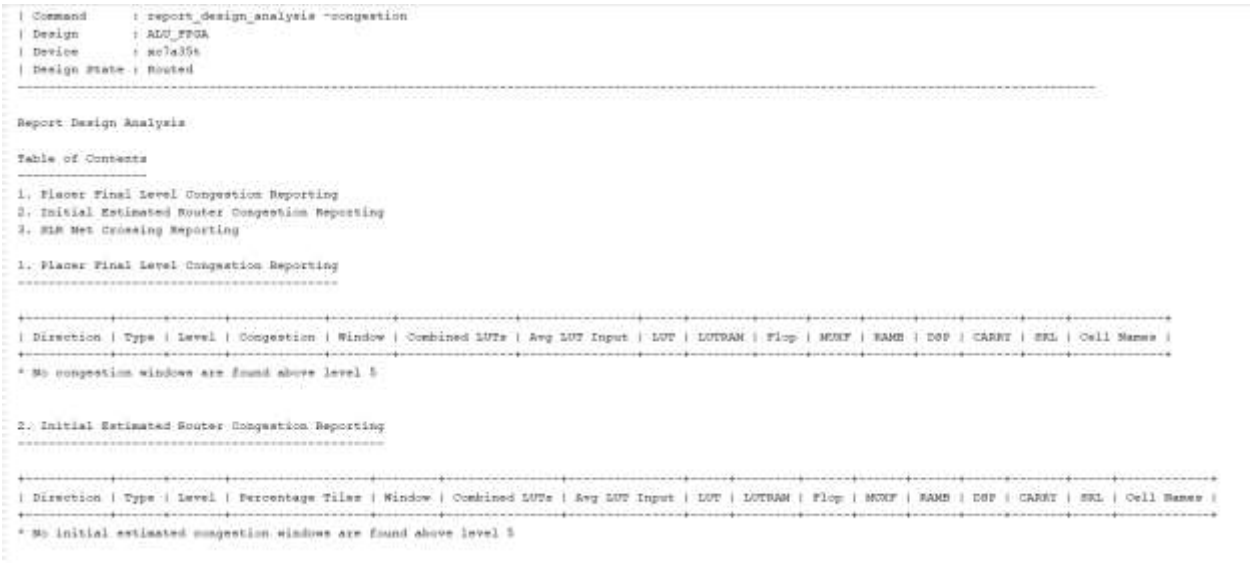 | Command : report_design_analysis -congestion
| Design : ALU_FPGA
| Device : xc7a35t
| Design State : Routed
Report Design Analysis
Table of Contents
1. Placer Final Level Congestion Reporting
2. Initial Estimated Router Congestion Reporting
3. SLR Net Crossing Reporting
1. Placer Final Level Congestion Reporting
| Direction | Type | Level | Congestion | Window | Combined LUTs | Avg LUT Input | LUT | LUTRAM | Flop | MUXF | RAMB | DSP | CARRY | SRL | Cell Names |
* No congestion windows are found above level 5
2. Initial Estimated Router Congestion Reporting
| Direction | Type | Level | Percentage Tiles | Window | Combined LUTs | Avg LUT Input | LUT | LUTRAM | Flop | MUXF | RAMB | DSP | CARRY | SRL | Cell Names |
* No initial estimated congestion windows are found above level 5